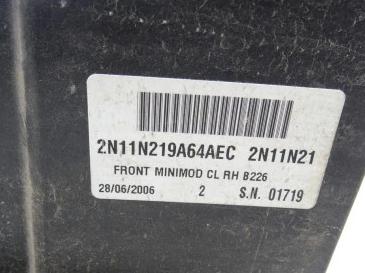 2N11N219A64AEC 2N11N21
FRONT MINIMOD CL RH B226
28/06/2006 2 S.N. 01719